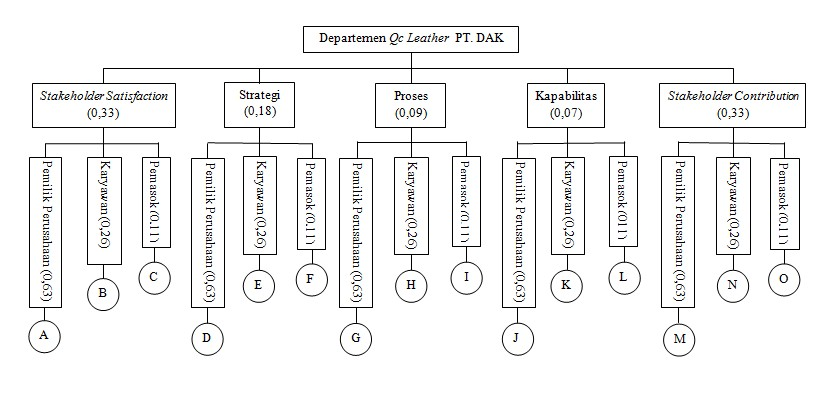 Departemen Qc Leather PT. DAK
Stakeholder Satisfaction
(0,33)
Strategi
(0,18)
Proses
(0,09)
Kapabilitas
(0,07)
Stakeholder Contribution
(0,33)
Pemilik Perusahaan (0,63)
Karyawan (0,26)
Pemasok (0.11)
Pemilik Perusahaan (0,63)
Karyawan (0,26)
Pemasok (0.11)
Pemilik Perusahaan (0,63)
Karyawan (0,26)
Pemasok (0.11)
Pemilik Perusahaan (0,63)
Karyawan (0,26)
Pemasok (011)
Pemilik Perusahaan (0,63)
Karyawan (0,26)
Pemasok (0.11)
A
B
C
D
E
F
G
H
I
J
K
L
M
N
O